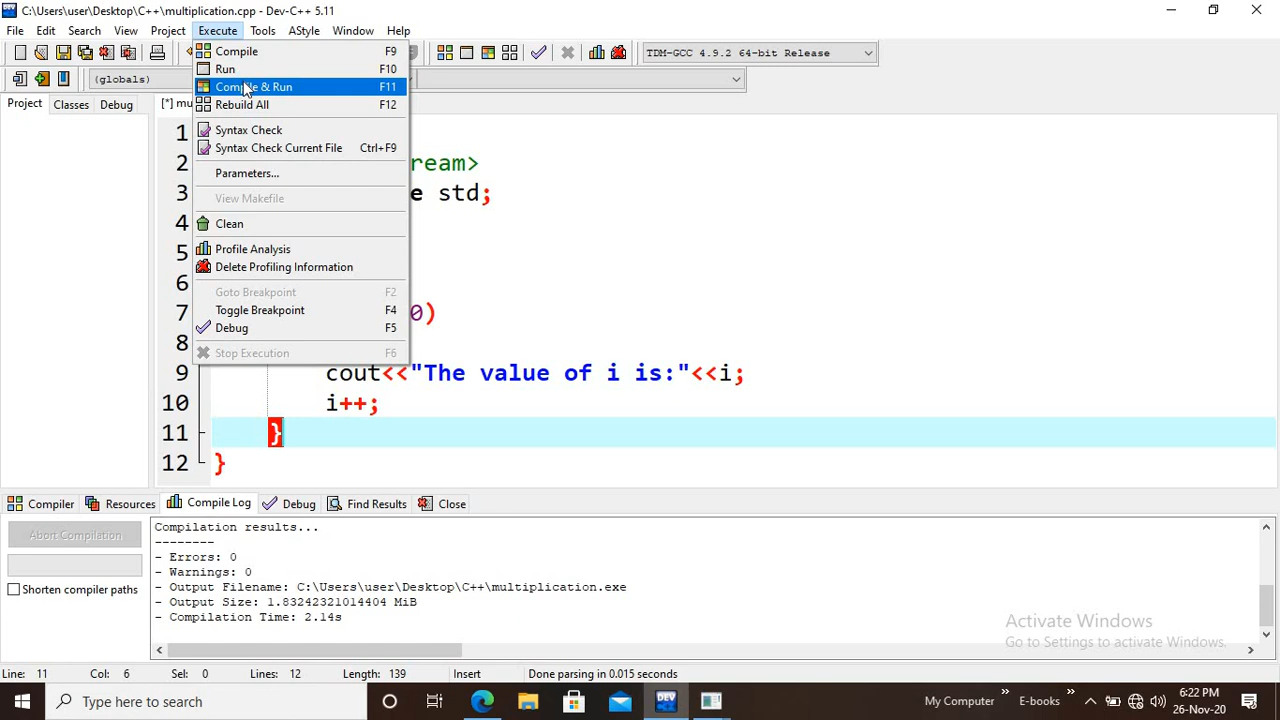 C:\Users\user\Desktop\C++\multiplication.cpp - Dev-C++ 5.11
File Edit Search View Project Execute Tools AStyle Window Help
TDM-GCC 4.9.2 64-bit Release
(globals)
Project Classes Debug [*] mu
Compile F9
Run F10
Compile & Run F11
Rebuild All F12
Syntax Check
Syntax Check Current File Ctrl+F9
Parameters...
View Makefile
Clean
Profile Analysis
Delete Profiling Information
Goto Breakpoint F2
Toggle Breakpoint F4
Debug F5
Stop Execution F6
1
2 ream>
3 e std;
4
5
6
7 0)
8
9 cout<<"The value of i is:"<<i;
10 i++;
11 }
12 }
Compiler Resources Compile Log Debug Find Results Close
Abort Compilation
Shorten compiler paths
Compilation results...
--------
- Errors: 0
- Warnings: 0
- Output Filename: C:\Users\user\Desktop\C++\multiplication.exe
- Output Size: 1.83242321014404 MiB
- Compilation Time: 2.14s
Activate Windows
Go to Settings to activate Windows.
Line: 11 Col: 6 Sel: 0 Lines: 12 Length: 139 Insert Done parsing in 0.015 seconds
Type here to search
DEV
My Computer » E-books »
6:22 PM
26-Nov-20